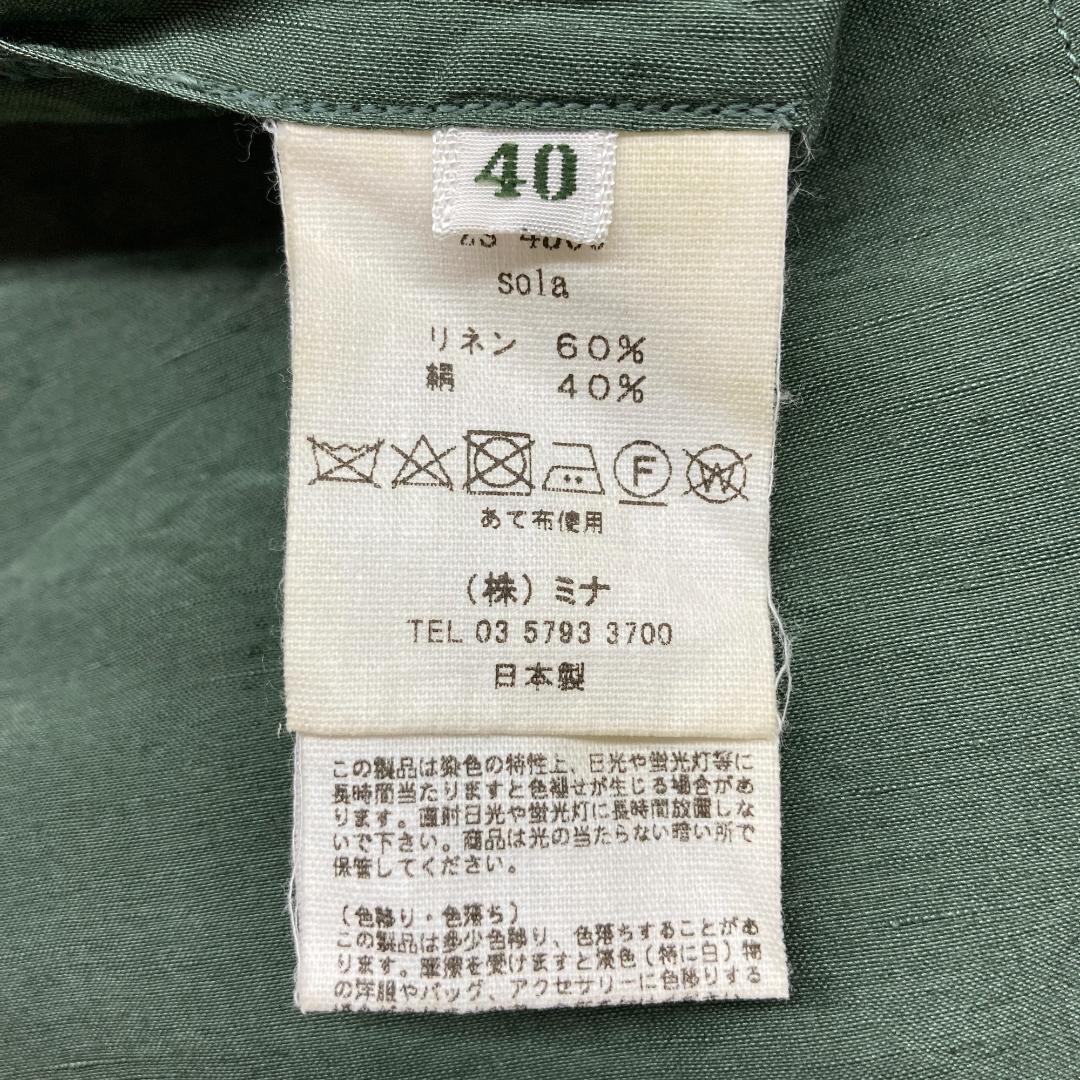 40
sola
リネン 60%
絹 40%
F
W
あて布使用
(株)ミナ
TEL 03 5793 3700
日本製
この製品は染色の特性上、日光や蛍光灯等に
長時間当たりますと色褪せが生じる場合があ
ります。直射日光や蛍光灯に長時間放置しな
いで下さい。商品は光の当たらない暗い所で
保管してください。
(色移り・色落ち)
この製品は多少色移り、色落ちすることがあ
ります。摩擦を受けますと淡色(特に白)物
の洋服やバッグ、アクセサリーに色移りする